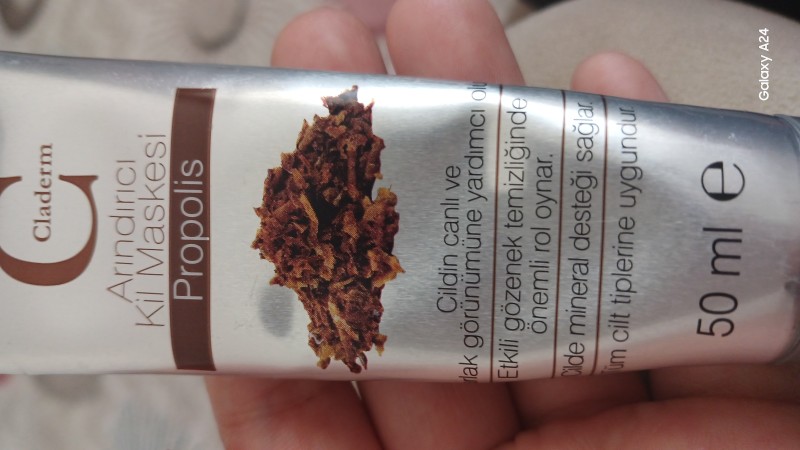 Claderm
Arındırıcı
Kil Maskesi
Propolis
Cildin canlı ve
görünümüne yardımcı
Etkili gözenek temizliğinde
önemli rol oynar.
Cilde mineral desteği sağlar.
Tüm cilt tiplerine uygundur.
50 ml e
Galaxy A24